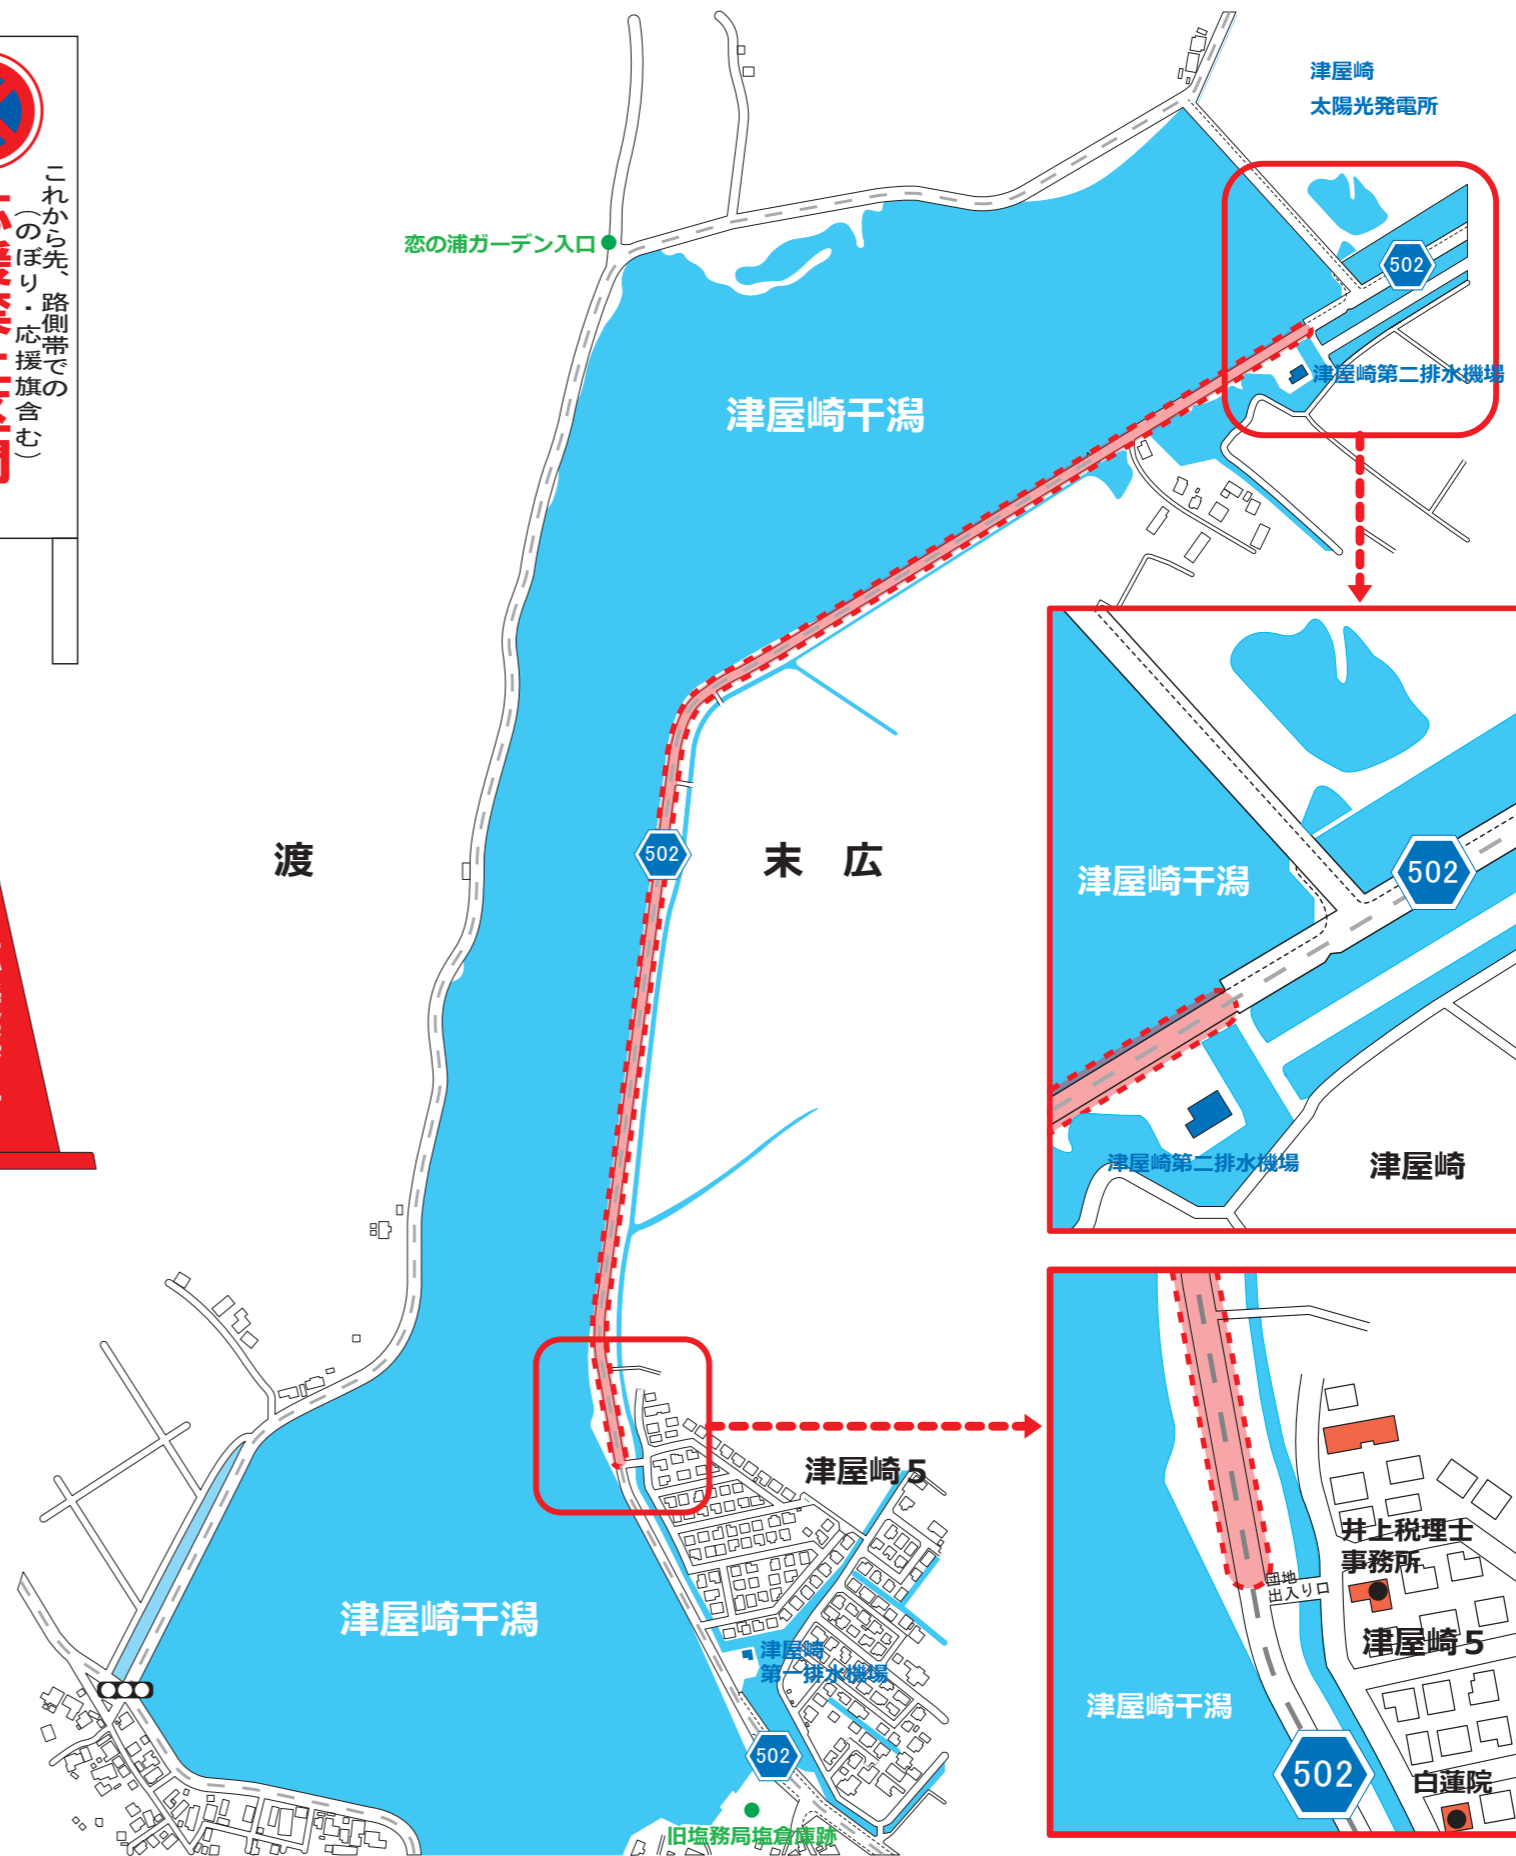 これから先、路側帯での
（のぼり・応援旗含む）
津屋崎
太陽光発電所
恋の浦ガーデン入口
502
津屋崎第二排水機場
津屋崎干潟
渡
502
末 広
津屋崎干潟
502
津屋崎第二排水機場
津屋崎
津屋崎5
津屋崎干潟
津屋崎
第一排水機場
502
旧塩務局塩倉庫跡
井上税理士
事務所
団地
出入り口
津屋崎5
津屋崎干潟
502
白蓮院